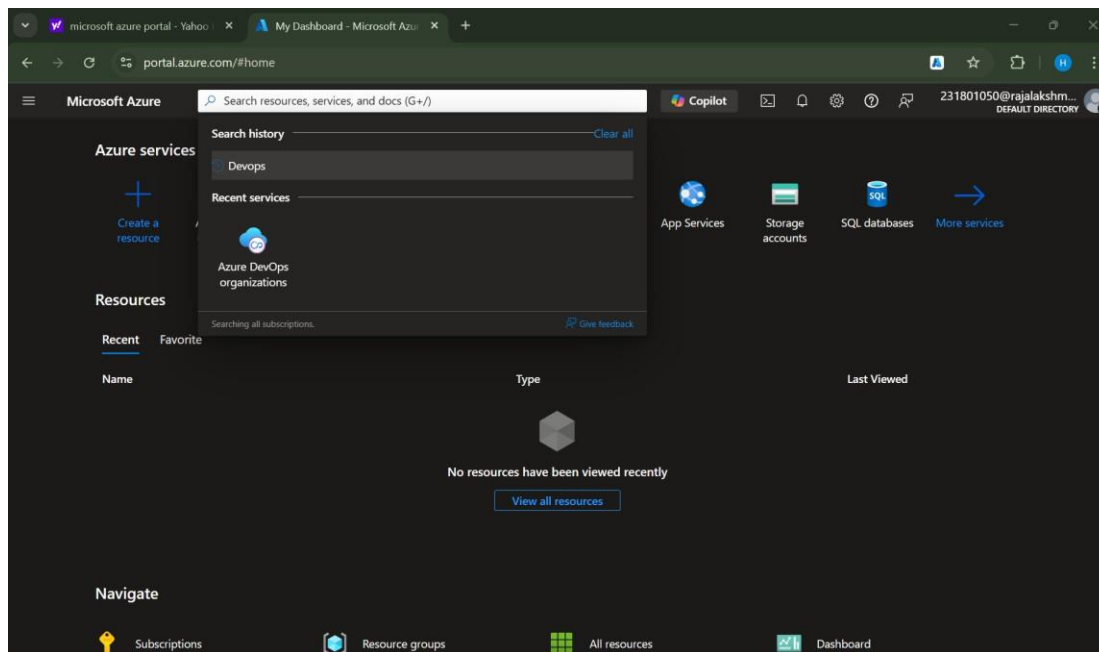 microsoft azure portal - Yahoo
My Dashboard - Microsoft Azu
portal.azure.com/#home
H
Microsoft Azure
Search resources, services, and docs (G+/)
Copilot
231801050@rajalakshm...
DEFAULT DIRECTORY
Search history
Clear all
Devops
Recent services
Azure DevOps
organizations
Searching all subscriptions.
Give feedback
Azure services
Create a
resource
App Services
Storage
accounts
SQL
SQL databases
More services
Resources
Recent
Favorite
Name
Type
Last Viewed
No resources have been viewed recently
View all resources
Navigate
Subscriptions
Resource groups
All resources
Dashboard